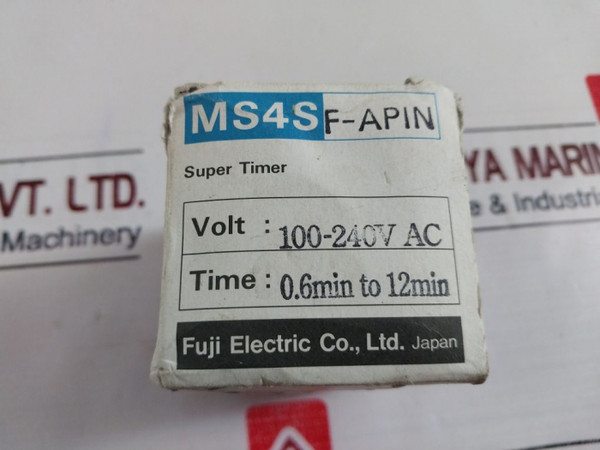 MS4SF-APIN
Super Timer
Volt : 100-240V AC
Time : 0.6min to 12min
Fuji Electric Co., Ltd. Japan
VT. LTD.
Machinery
YA MARIN
& Industri